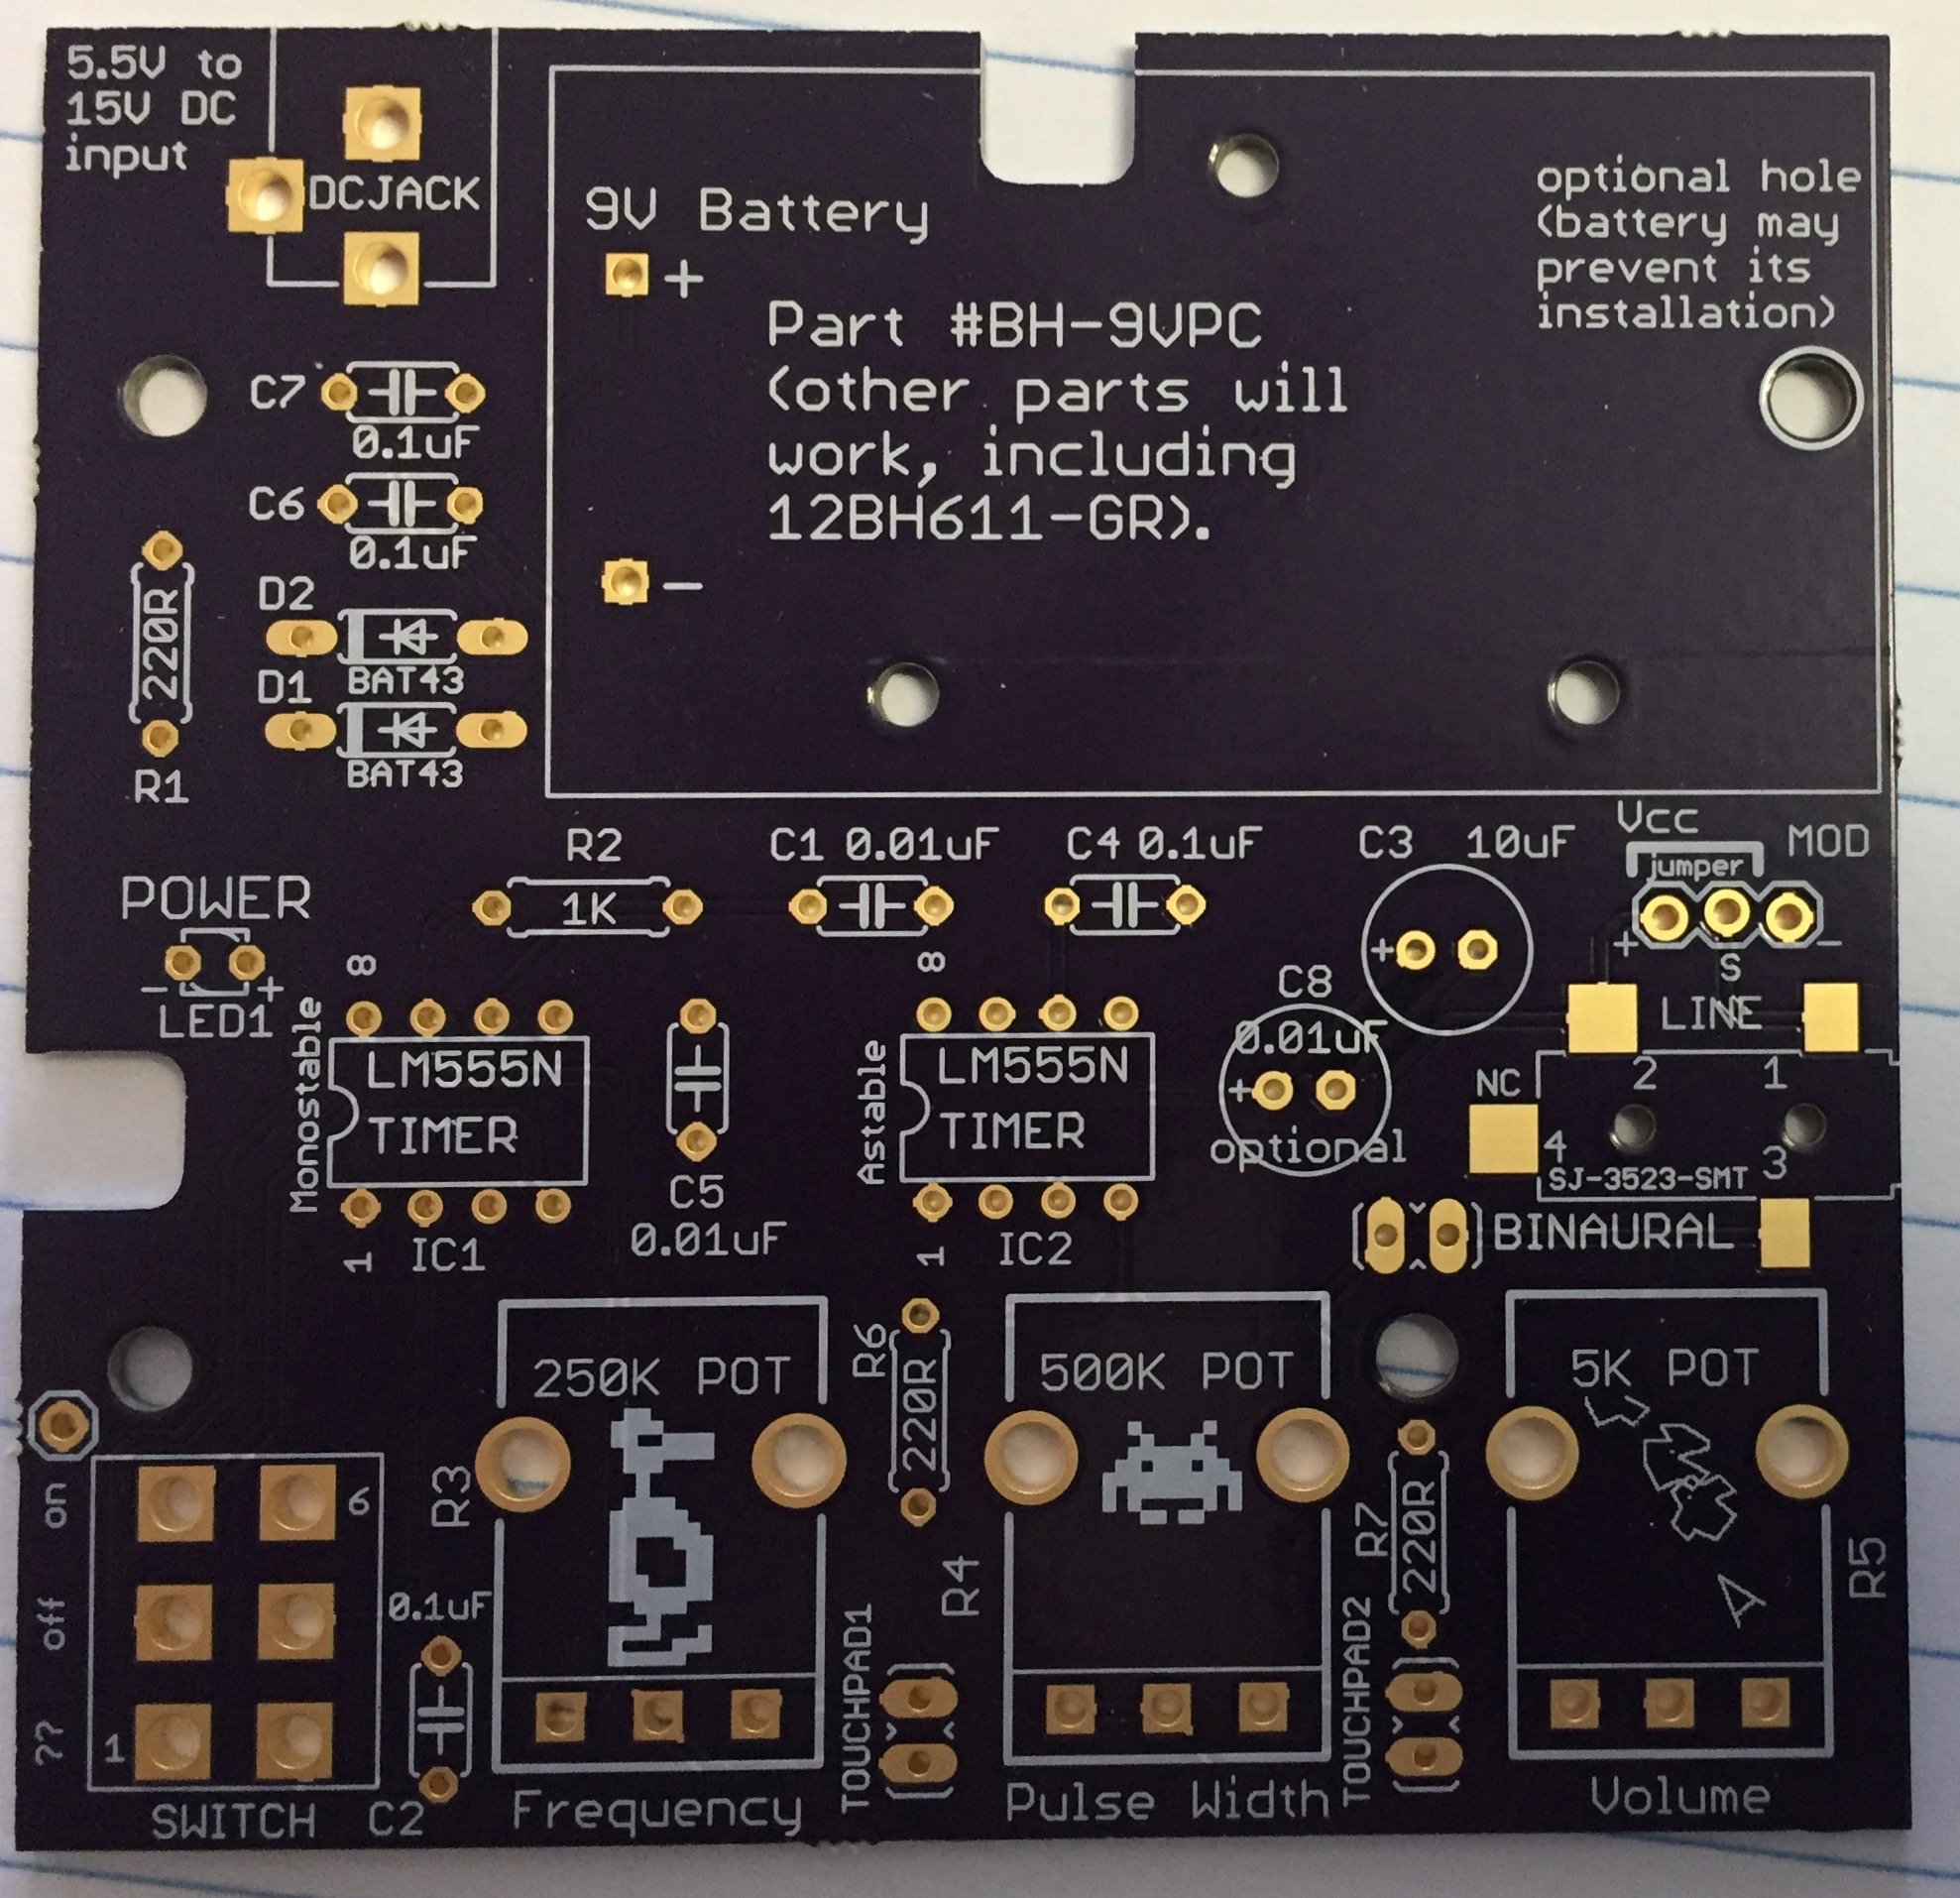 5.5V to
15V DC
input
DCJACK
9V Battery
+
Part #BH-9VPC
(other parts will
work, including
12BH611-GR).
-
optional hole
(battery may
prevent its
installation)
C7
0.1uF
C6
0.1uF
D2
BAT43
D1
BAT43
220R
R1
R2
1K
C1 0.01uF
C4 0.1uF
C3 10uF
+
Vcc
jumper
MOD
+ S -
POWER
- +
LED1
8
Monostable
LM555N
TIMER
1 IC1
C5
0.01uF
8
Astable
LM555N
TIMER
1 IC2
C8
0.01uF
+
optional
LINE
NC
2 1
4 3
SJ-3523-SMT
BINAURAL
on
off
??
6
1
SWITCH
0.1uF
C2
R3
250K POT
Frequency
R6
220R
TOUCHPAD1
R4
500K POT
Pulse Width
R7
220R
TOUCHPAD2
5K POT
R5
Volume